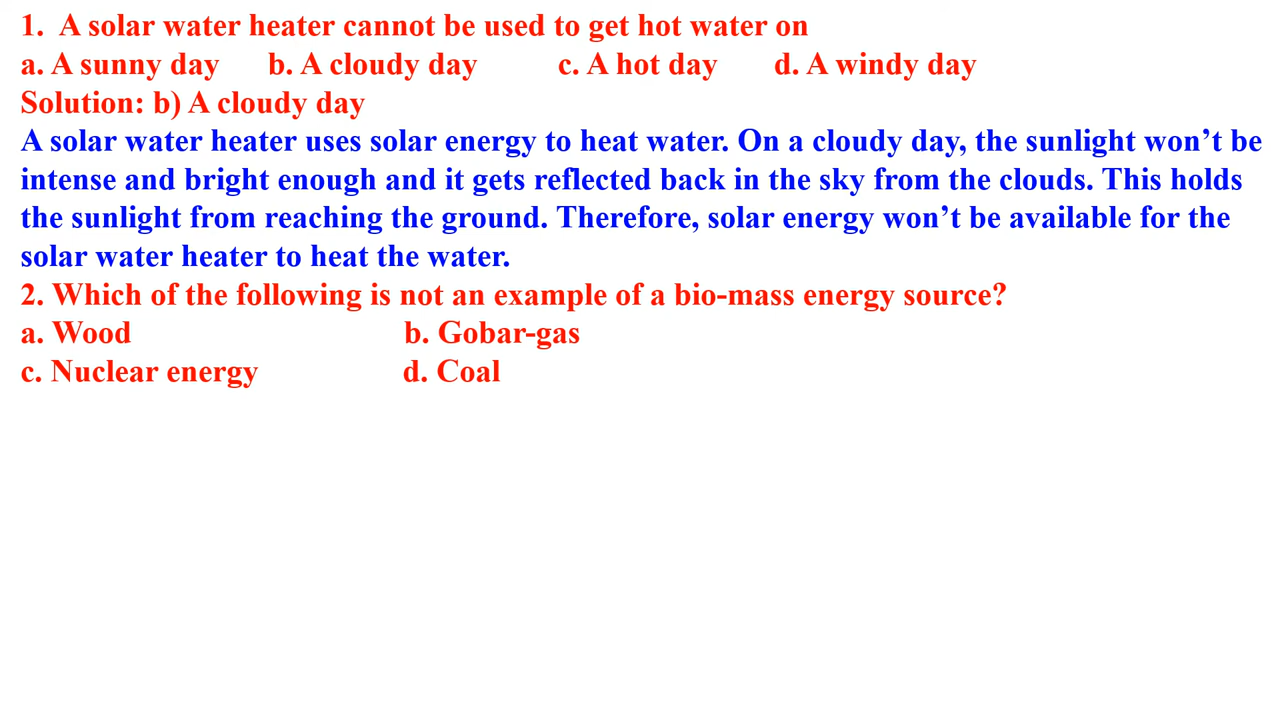 1. A solar water heater cannot be used to get hot water on
a. A sunny day b. A cloudy day c. A hot day d. A windy day
Solution: b) A cloudy day
A solar water heater uses solar energy to heat water. On a cloudy day, the sunlight won’t be
intense and bright enough and it gets reflected back in the sky from the clouds. This holds
the sunlight from reaching the ground. Therefore, solar energy won’t be available for the
solar water heater to heat the water.
2. Which of the following is not an example of a bio-mass energy source?
a. Wood b. Gobar-gas
c. Nuclear energy d. Coal